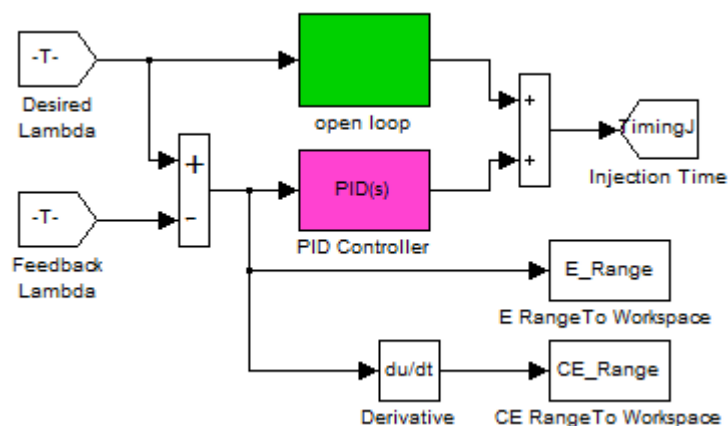 -T-
Desired
Lambda
open loop
+
+
TimingJ
Injection Time
+
-
PID(s)
PID Controller
-T-
Feedback
Lambda
E_Range
E RangeTo Workspace
du/dt
Derivative
CE_Range
CE RangeTo Workspace